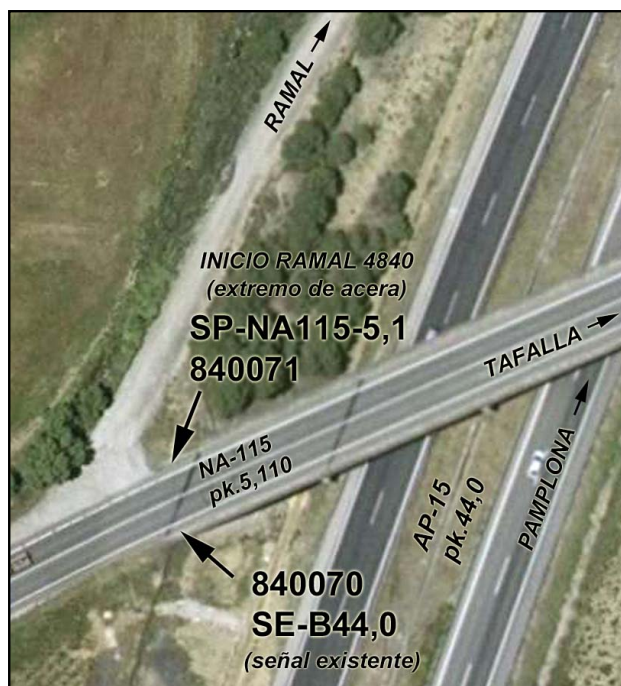 RAMAL →
INICIO RAMAL 4840
(extremo de acera)
SP-NA115-5,1
840071
TAFALLA →
NA-115
pk.5,110
AP-15
pk.44,0
PAMPLONA →
840070
SE-B44,0
(señal existente)